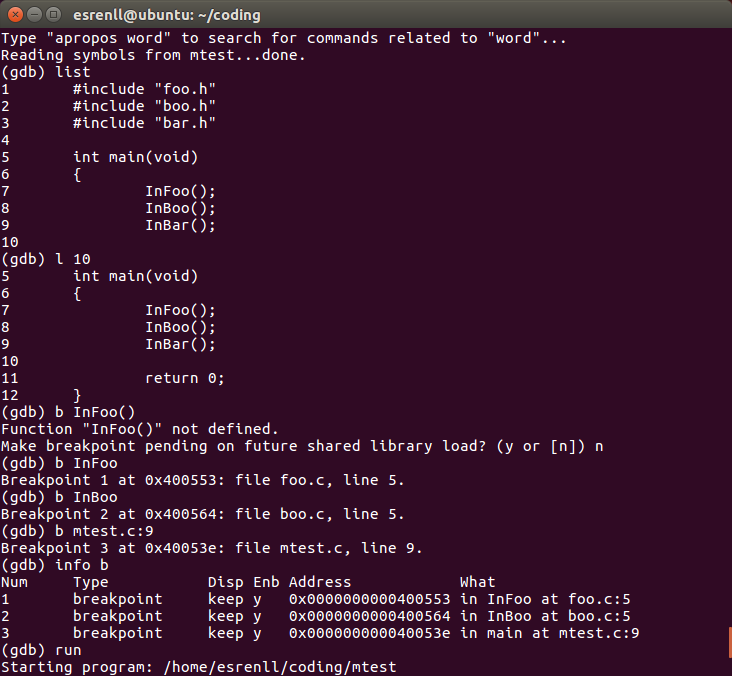 esrenll@ubuntu: ~/coding
Type "apropos word" to search for commands related to "word"...
Reading symbols from mtest...done.
(gdb) list
1       #include "foo.h"
2       #include "boo.h"
3       #include "bar.h"
4
5       int main(void)
6       {
7               InFoo();
8               InBoo();
9               InBar();
10
(gdb) l 10
5       int main(void)
6       {
7               InFoo();
8               InBoo();
9               InBar();
10
11              return 0;
12      }
(gdb) b InFoo()
Function "InFoo()" not defined.
Make breakpoint pending on future shared library load? (y or [n]) n
(gdb) b InFoo
Breakpoint 1 at 0x400553: file foo.c, line 5.
(gdb) b InBoo
Breakpoint 2 at 0x400564: file boo.c, line 5.
(gdb) b mtest.c:9
Breakpoint 3 at 0x40053e: file mtest.c, line 9.
(gdb) info b
Num     Type           Disp Enb Address            What
1       breakpoint     keep y   0x0000000000400553 in InFoo at foo.c:5
2       breakpoint     keep y   0x0000000000400564 in InBoo at boo.c:5
3       breakpoint     keep y   0x000000000040053e in main at mtest.c:9
(gdb) run
Starting program: /home/esrenll/coding/mtest